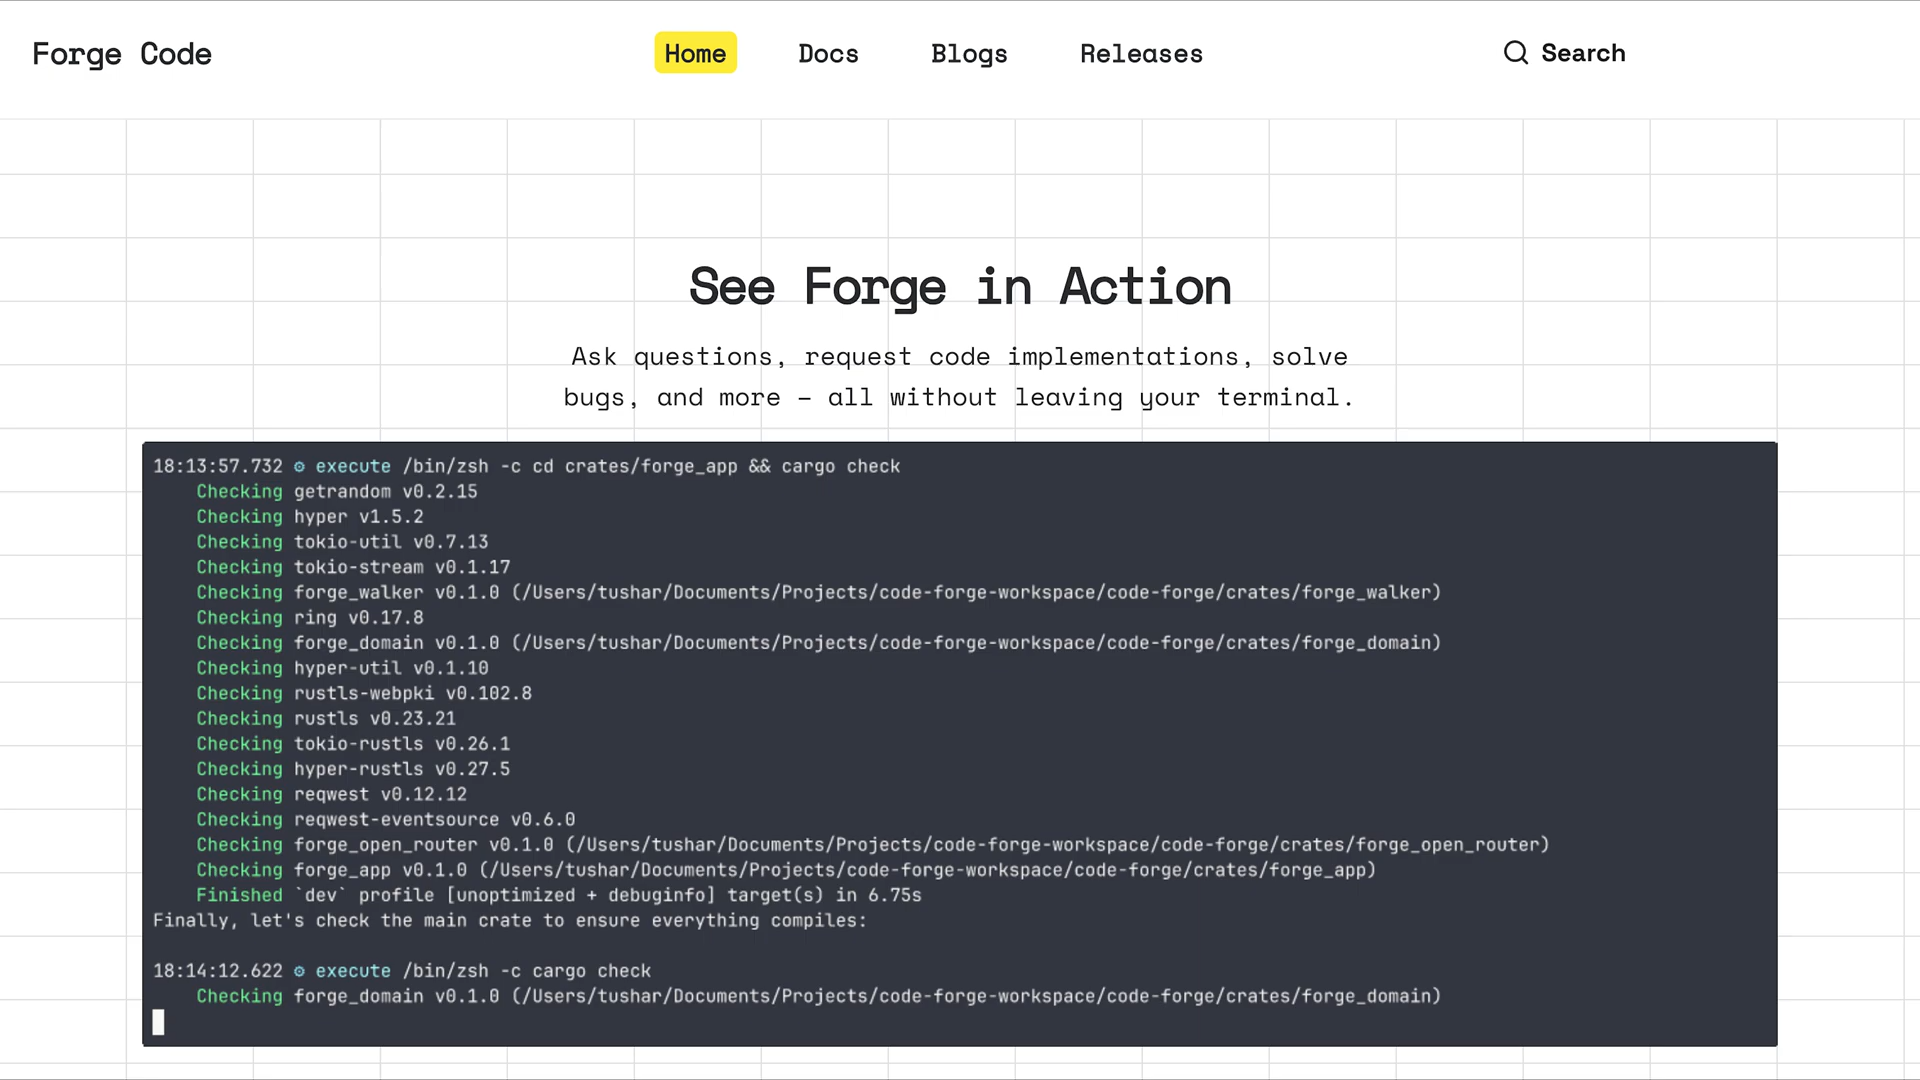 Forge Code
Home
Docs
Blogs
Releases
Search
See Forge in Action
Ask questions, request code implementations, solve
bugs, and more – all without leaving your terminal.
18:13:57.732 ⚙ execute /bin/zsh -c cd crates/forge_app && cargo check
Checking getrandom v0.2.15
Checking hyper v1.5.2
Checking tokio-util v0.7.13
Checking tokio-stream v0.1.17
Checking forge_walker v0.1.0 (/Users/tushar/Documents/Projects/code-forge-workspace/code-forge/crates/forge_walker)
Checking ring v0.17.8
Checking forge_domain v0.1.0 (/Users/tushar/Documents/Projects/code-forge-workspace/code-forge/crates/forge_domain)
Checking hyper-util v0.1.10
Checking rustls-webpki v0.102.8
Checking rustls v0.23.21
Checking tokio-rustls v0.26.1
Checking hyper-rustls v0.27.5
Checking reqwest v0.12.12
Checking reqwest-eventsource v0.6.0
Checking forge_open_router v0.1.0 (/Users/tushar/Documents/Projects/code-forge-workspace/code-forge/crates/forge_open_router)
Checking forge_app v0.1.0 (/Users/tushar/Documents/Projects/code-forge-workspace/code-forge/crates/forge_app)
Finished `dev` profile [unoptimized + debuginfo] target(s) in 6.75s
Finally, let's check the main crate to ensure everything compiles:
18:14:12.622 ⚙ execute /bin/zsh -c cargo check
Checking forge_domain v0.1.0 (/Users/tushar/Documents/Projects/code-forge-workspace/code-forge/crates/forge_domain)